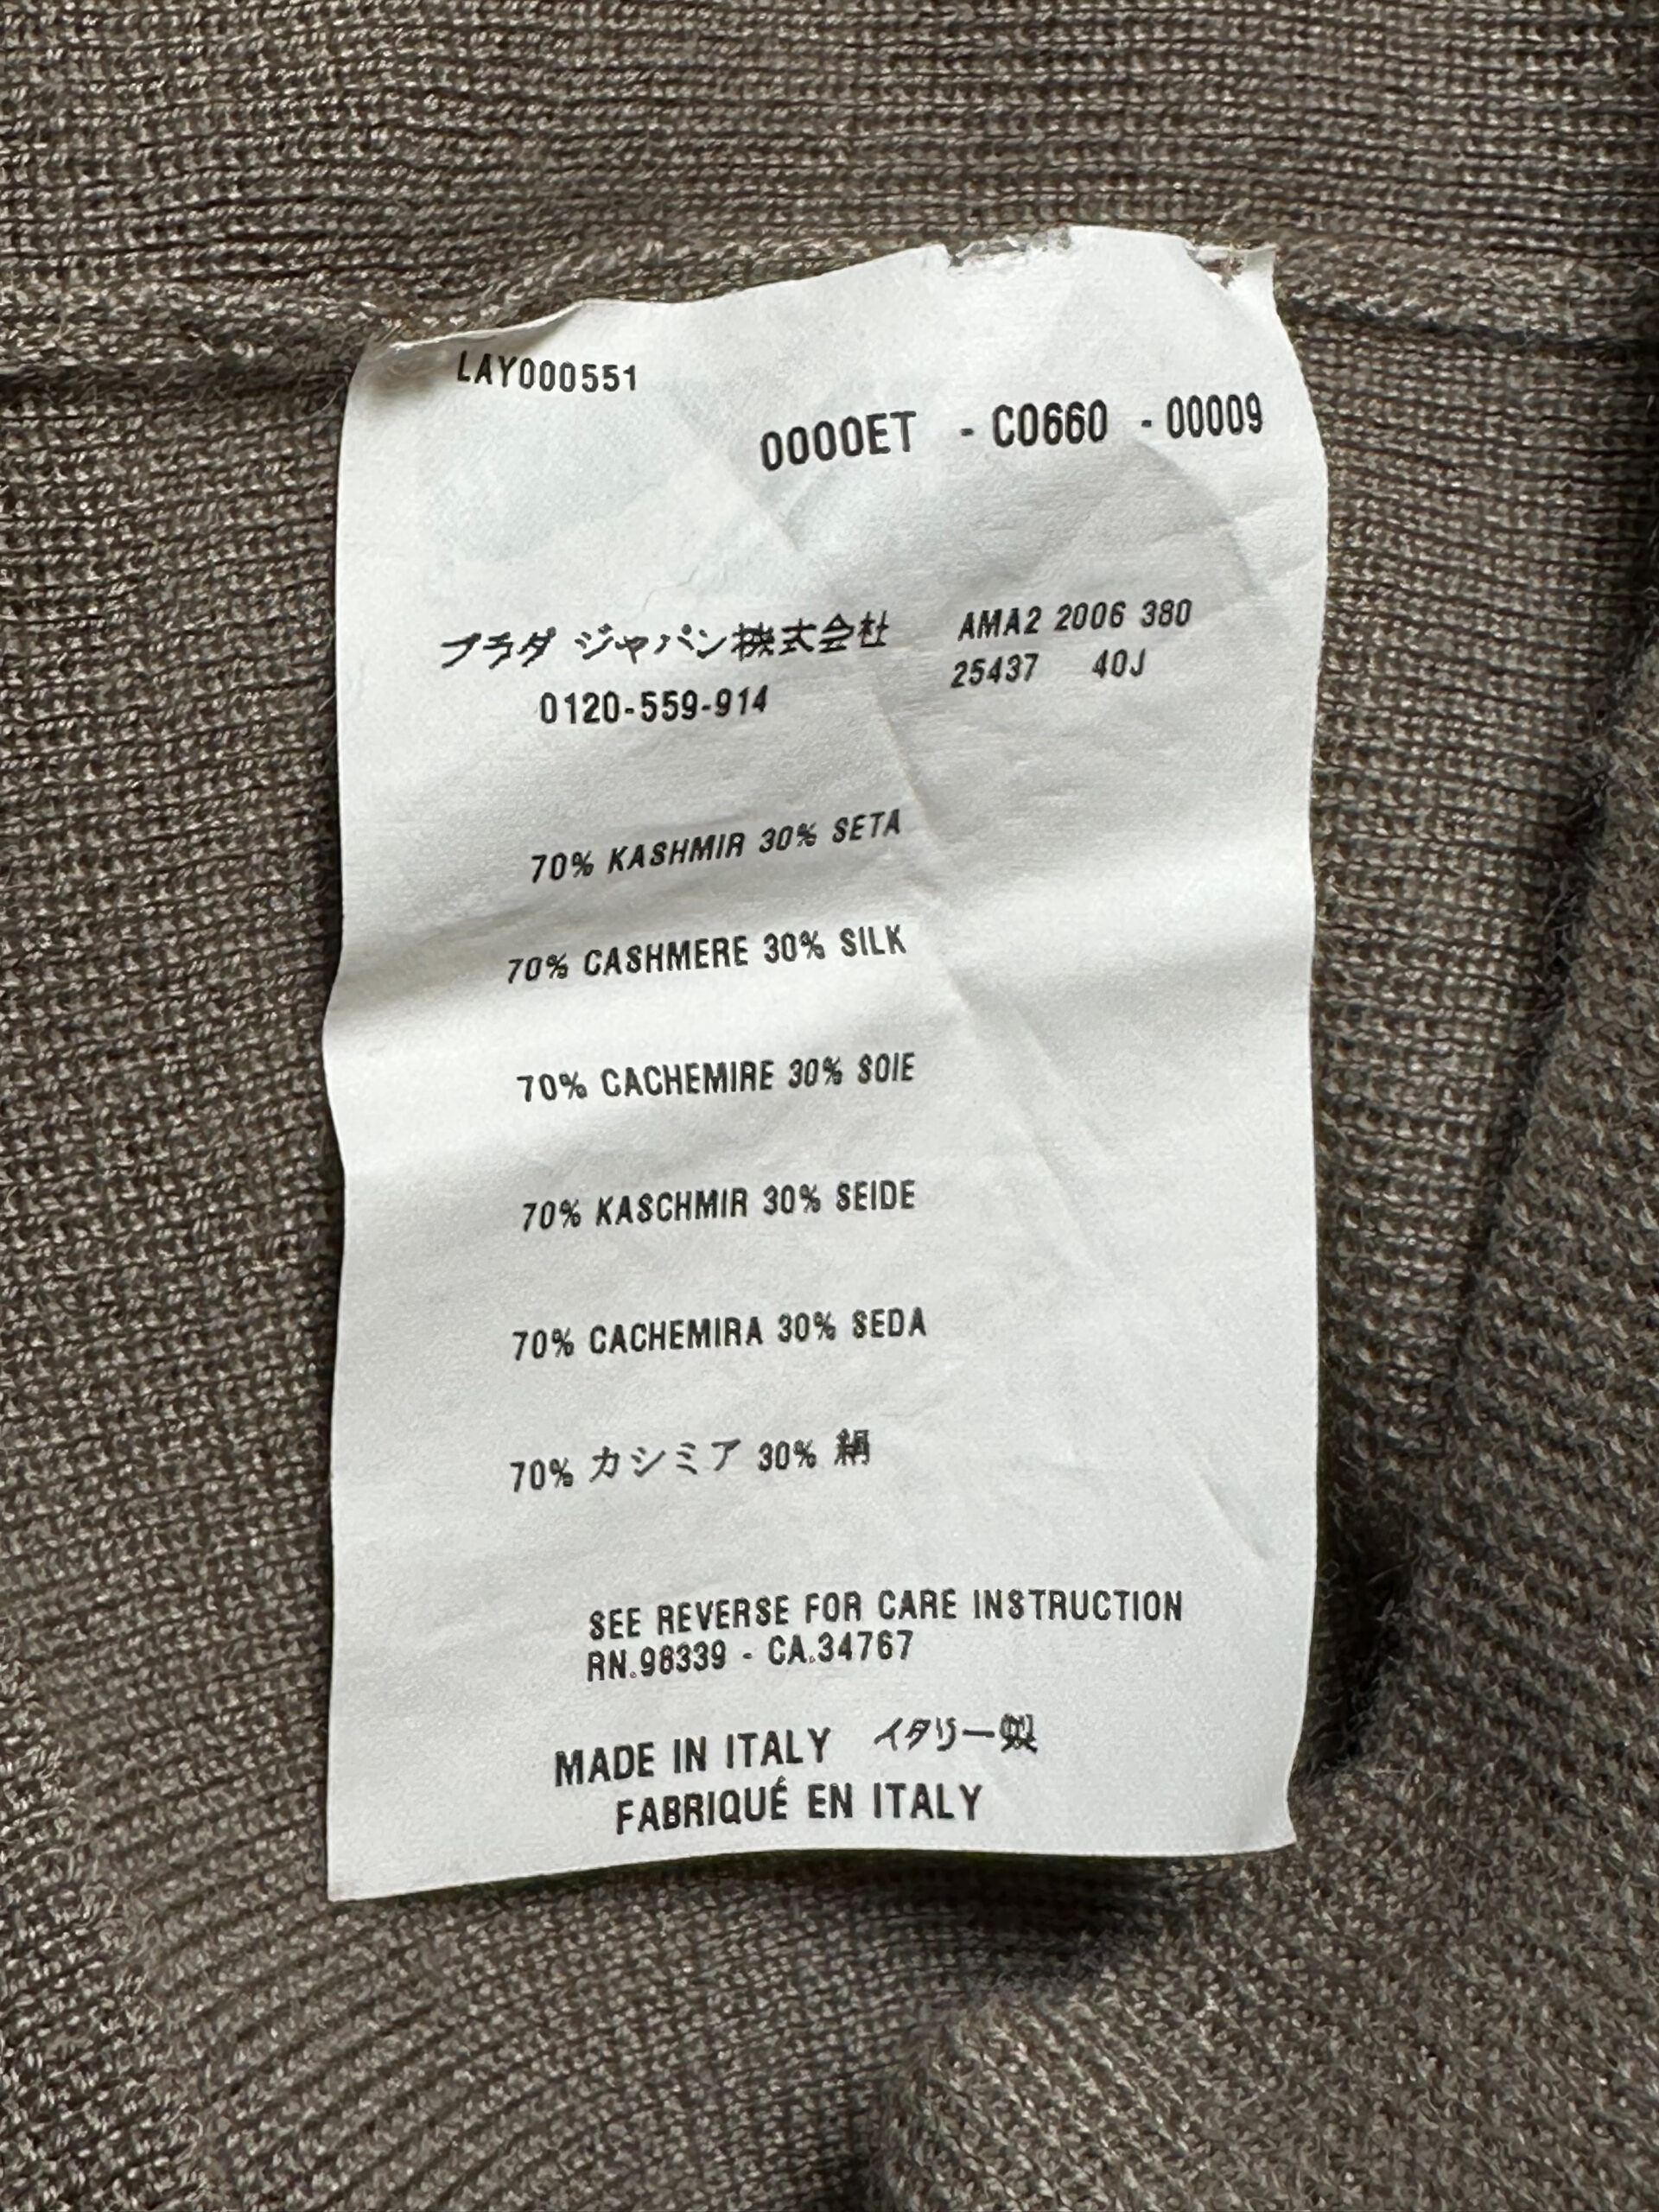 LAY000551
0000ET - C0660 - 00009
プラダ ジャパン株式会社
0120-559-914
AMA2 2006 380
25437 40J
70% KASHMIR 30% SETA
70% CASHMERE 30% SILK
70% CACHEMIRE 30% SOIE
70% KASCHMIR 30% SEIDE
70% CACHEMIRA 30% SEDA
70% カシミア 30% 絹
SEE REVERSE FOR CARE INSTRUCTION
RN.98339 - CA.34767
MADE IN ITALY イタリー製
FABRIQUÉ EN ITALY